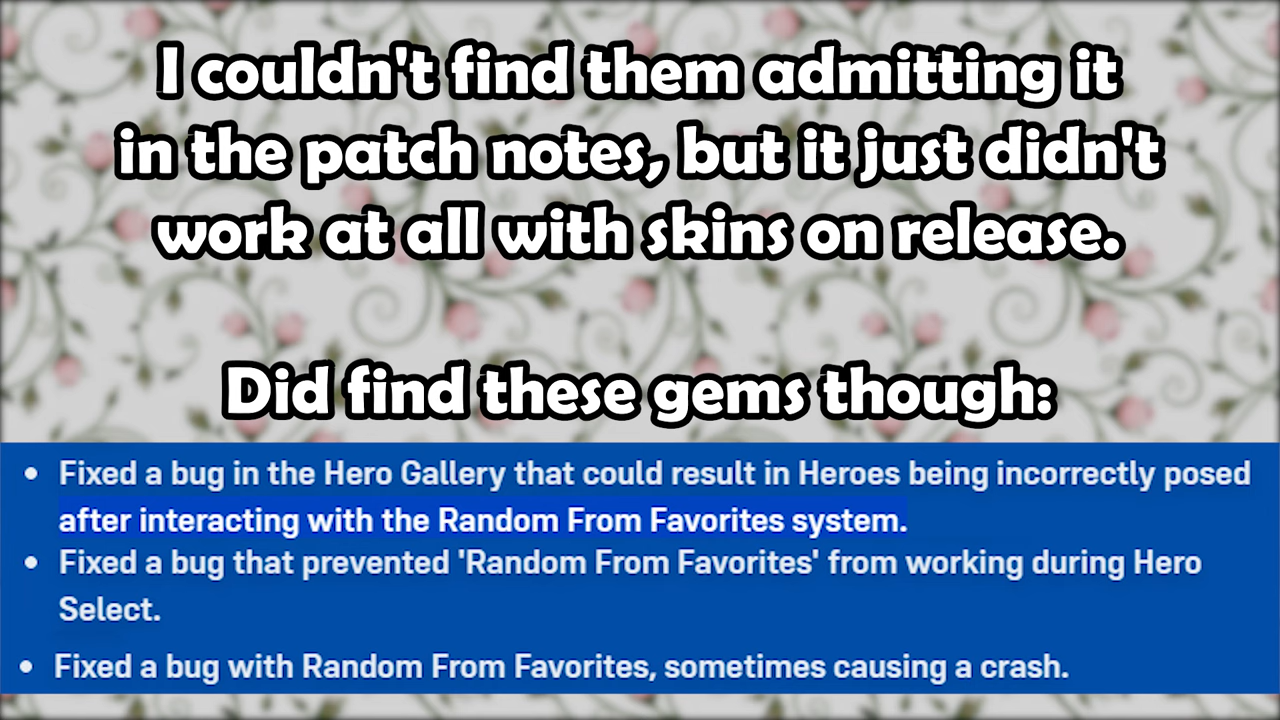 I couldn't find them admitting it
in the patch notes, but it just didn't
work at all with skins on release.
Did find these gems though:
• Fixed a bug in the Hero Gallery that could result in Heroes being incorrectly posed
after interacting with the Random From Favorites system.
• Fixed a bug that prevented 'Random From Favorites' from working during Hero
Select.
• Fixed a bug with Random From Favorites, sometimes causing a crash.